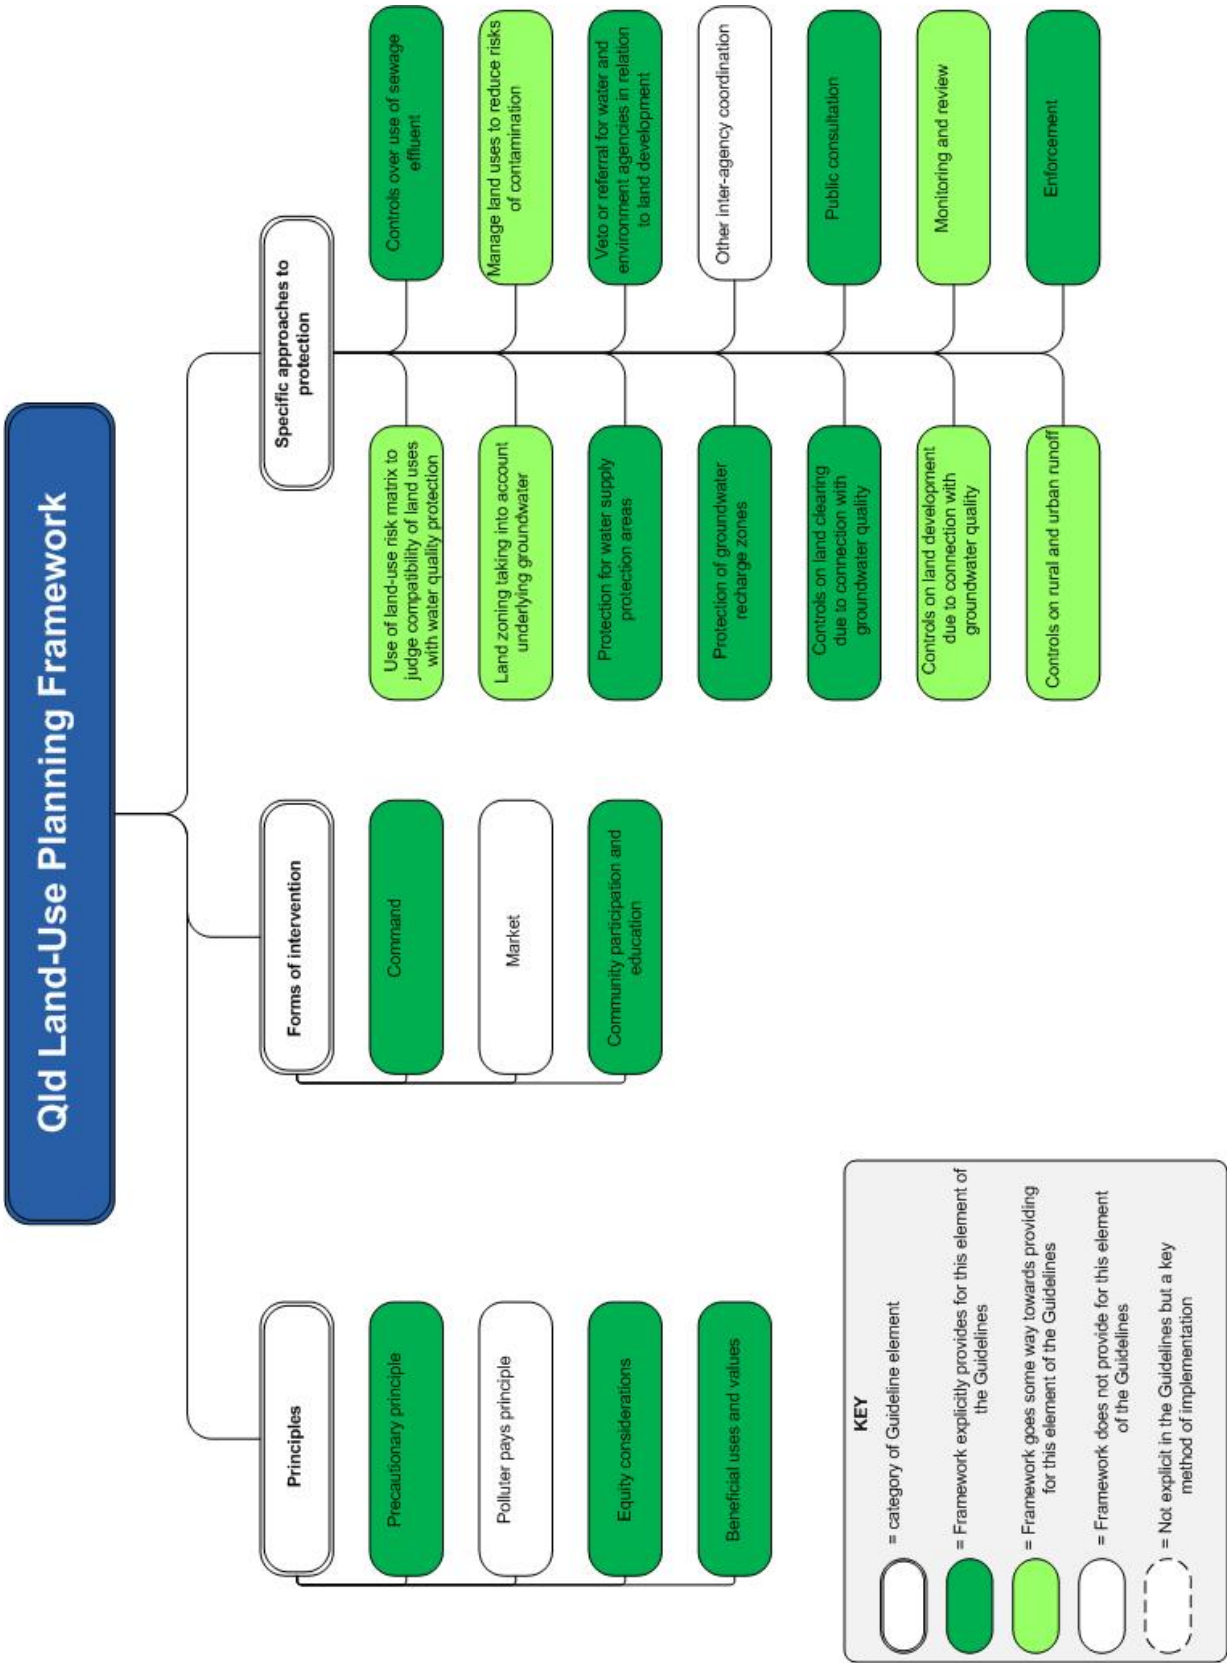 Qld Land-Use Planning Framework
Principles
Precautionary principle
Polluter pays principle
Equity considerations
Beneficial uses and values
Forms of intervention
Command
Market
Community participation and
education
Specific approaches to
protection
Use of land-use risk matrix to
judge compatibility of land uses
with water quality protection
Land zoning taking into account
underlying groundwater
Protection for water supply
protection areas
Protection of groundwater
recharge zones
Controls on land clearing
due to connection with
groundwater quality
Controls on land development
due to connection with
groundwater quality
Controls on rural and urban runoff
Controls over use of sewage
effluent
Manage land uses to reduce risks
of contamination
Veto or referral for water and
environment agencies in relation
to land development
Other inter-agency coordination
Public consultation
Monitoring and review
Enforcement
KEY
= category of Guideline element
= Framework explicitly provides for this element of
the Guidelines
= Framework goes some way towards providing
for this element of the Guidelines
= Framework does not provide for this element
of the Guidelines
= Not explicit in the Guidelines but a key
method of implementation